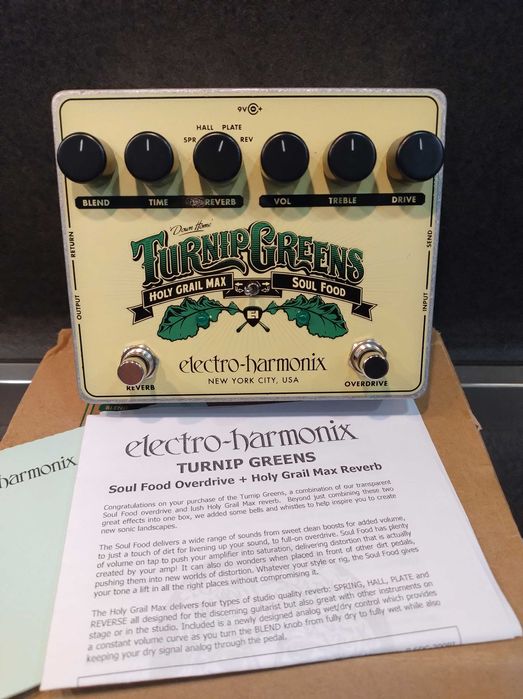 9V
HALL PLATE
SPR REV
BLEND TIME REVERB VOL TREBLE DRIVE
RETURN
SEND
'Down Home'
TURNIP GREENS
HOLY GRAIL MAX SOUL FOOD
OUTPUT
INPUT
EH
electro-harmonix
NEW YORK CITY, USA
REVERB OVERDRIVE
BLEND
harmonix
electro-harmonix
TURNIP GREENS
Soul Food Overdrive + Holy Grail Max Reverb
Congratulations on your purchase of the Turnip Greens, a combination of our transparent
Soul Food overdrive and lush Holy Grail Max reverb. Beyond just combining these two
great effects into one box, we added some bells and whistles to help inspire you to create
new sonic landscapes.
The Soul Food delivers a wide range of sounds from sweet clean boosts for added volume,
to just a touch of dirt for livening up your sound, to full-on overdrive. Soul Food has plenty
of volume on tap to push your amplifier into saturation, delivering distortion that is actually
created by your amp! It can also do wonders when placed in front of other dirt pedals,
pushing them into new worlds of distortion. Whatever your style or rig, the Soul Food gives
your tone a lift in all the right places without compromising it.
The Holy Grail Max delivers four types of studio quality reverb: SPRING, HALL, PLATE and
REVERSE all designed for the discerning guitarist but also great with other instruments on
stage or in the studio. Included is a newly designed analog wet/dry control which provides
a constant volume curve as you turn the BLEND knob from fully dry to fully wet while also
keeping your dry signal analog through the pedal.